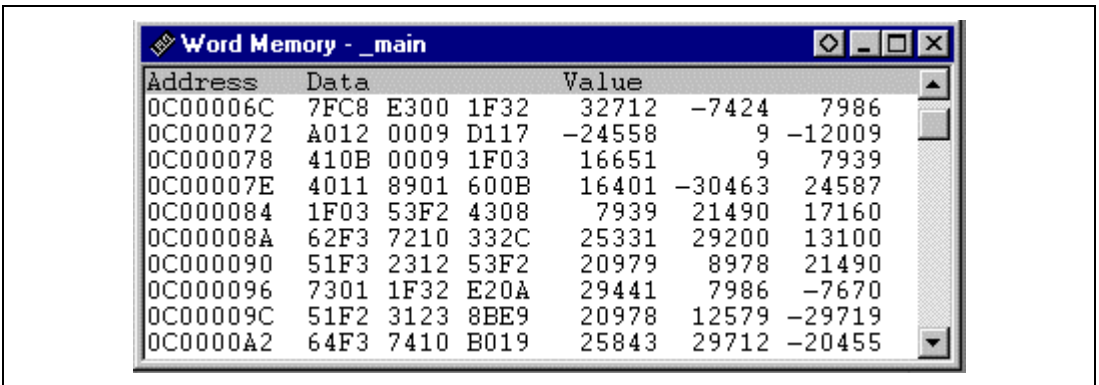 Word Memory - _main
Address Data Value
0C00006C 7FC8 E300 1F32 32712 -7424 7986
0C000072 A012 0009 D117 -24558 9 -12009
0C000078 410B 0009 1F03 16651 9 7939
0C00007E 4011 8901 600B 16401 -30463 24587
0C000084 1F03 53F2 4308 7939 21490 17160
0C00008A 62F3 7210 332C 25331 29200 13100
0C000090 51F3 2312 53F2 20979 8978 21490
0C000096 7301 1F32 E20A 29441 7986 -7670
0C00009C 51F2 3123 8BE9 20978 12579 -29719
0C0000A2 64F3 7410 B019 25843 29712 -20455